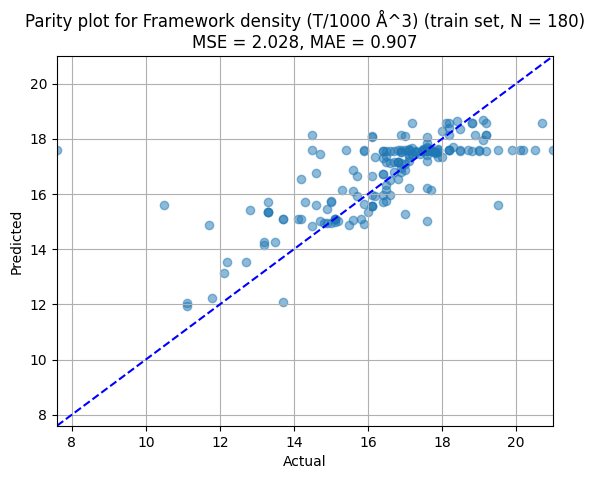 Parity plot for Framework density (T/1000 Å^3) (train set, N = 180)
MSE = 2.028, MAE = 0.907
20
18
16
14
12
10
8
Predicted
8 10 12 14 16 18 20
Actual